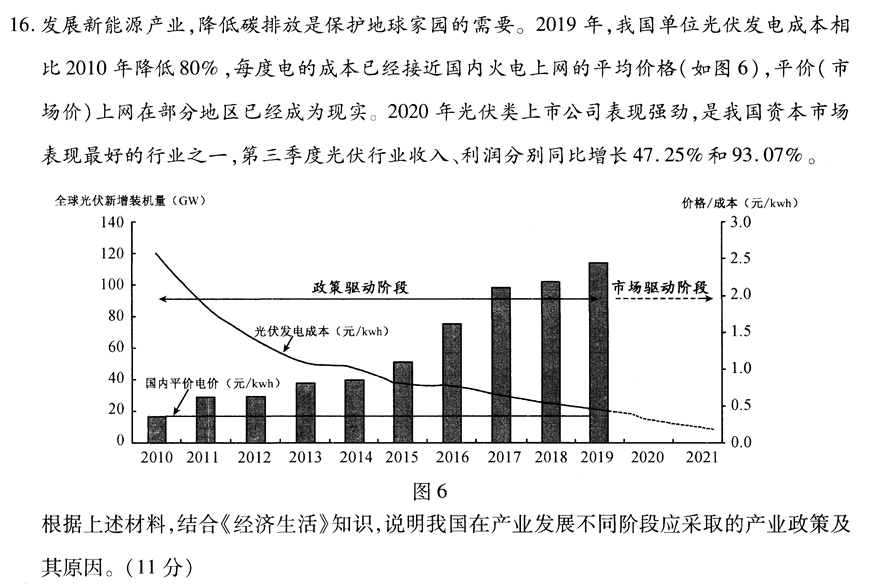 16. 发展新能源产业,降低碳排放是保护地球家园的需要。2019 年,我国单位光伏发电成本相
比 2010 年降低 80% ,每度电的成本已经接近国内火电上网的平均价格(如图 6),平价(市
场价)上网在部分地区已经成为现实。2020 年光伏类上市公司表现强劲,是我国资本市场
表现最好的行业之一,第三季度光伏行业收入、利润分别同比增长 47.25% 和 93.07% 。
全球光伏新增装机量(GW)
价格/成本(元/kwh)
140
120
100
80
60
40
20
0
3.0
2.5
2.0
1.5
1.0
0.5
0.0
政策驱动阶段
市场驱动阶段
光伏发电成本(元/kwh)
国内平价电价(元/kwh)
2010 2011 2012 2013 2014 2015 2016 2017 2018 2019 2020 2021
图 6
根据上述材料,结合《经济生活》知识,说明我国在产业发展不同阶段应采取的产业政策及
其原因。(11 分)